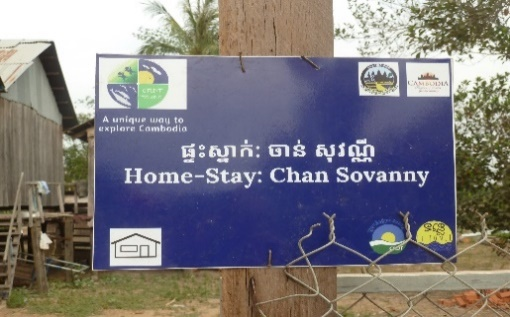 A unique way to
explore Cambodia
CAMBODIA
ផ្ទះស្នាក់: ចាន់ សុវណ្ណី
Home-Stay: Chan Sovanny